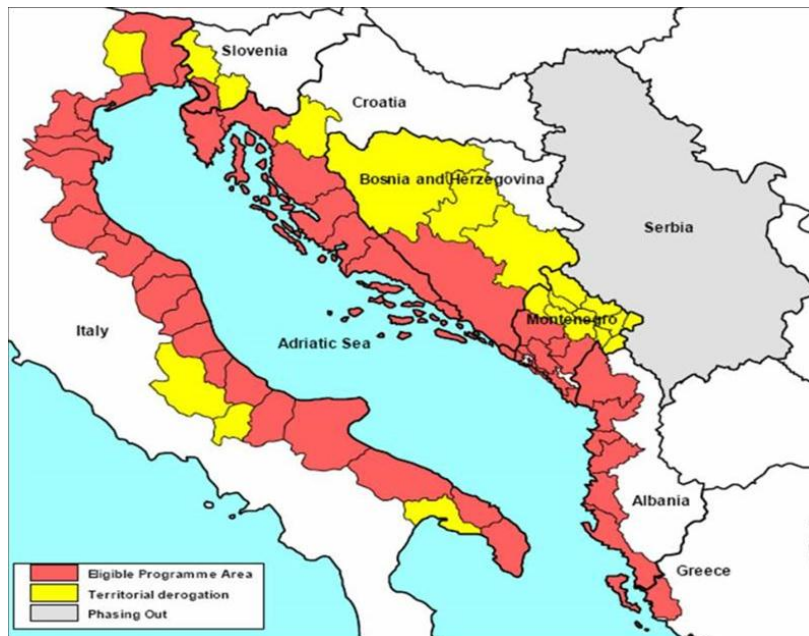 Slovenia
Croatia
Bosnia and Herzegovina
Serbia
Montenegro
Italy
Adriatic Sea
Albania
Greece
Eligible Programme Area
Territorial derogation
Phasing Out